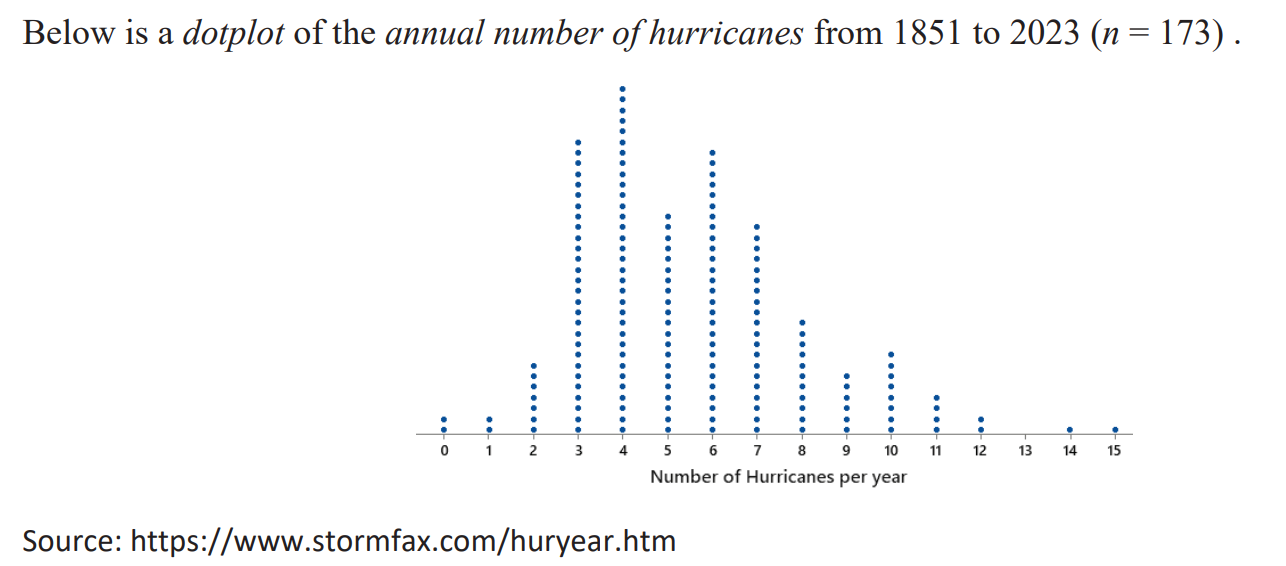 Below is a dotplot of the annual number of hurricanes from 1851 to 2023 (n = 173) .
0 1 2 3 4 5 6 7 8 9 10 11 12 13 14 15
Number of Hurricanes per year
Source: https://www.stormfax.com/huryear.htm